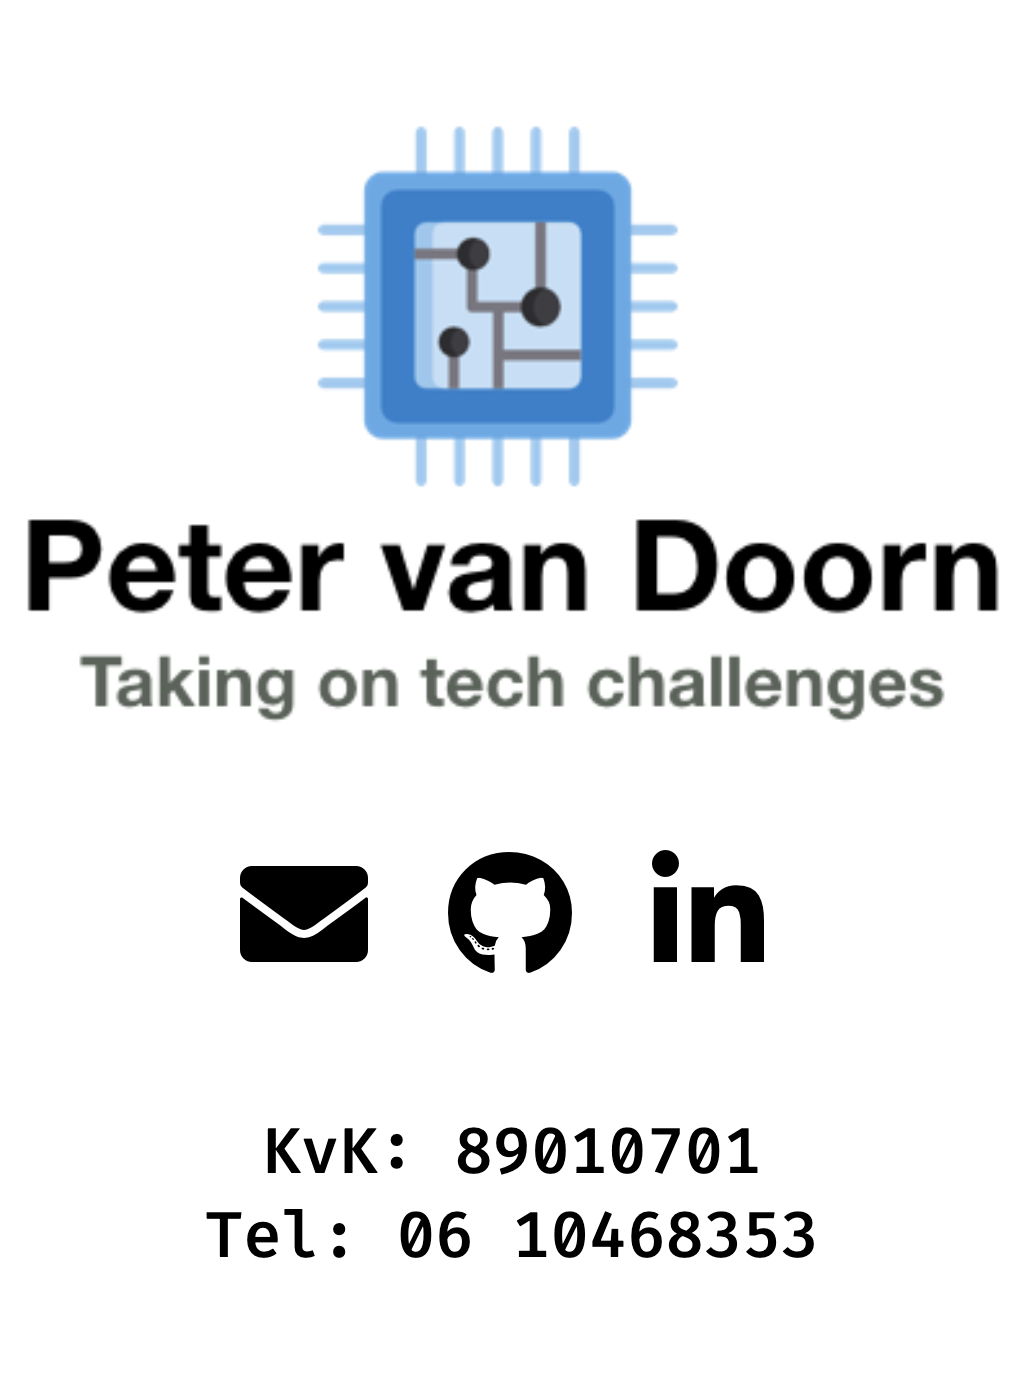 Peter van Doorn
Taking on tech challenges
in
KvK: 89010701
Tel: 06 10468353